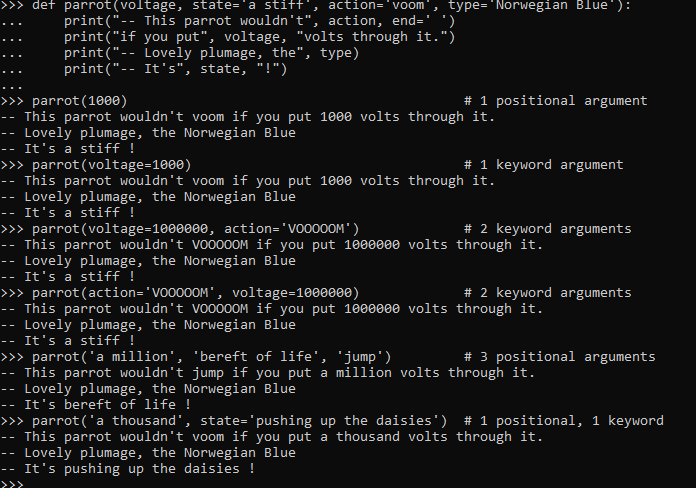 >>> def parrot(voltage, state='a stiff', action='voom', type='Norwegian Blue'):
...     print("-- This parrot wouldn't", action, end=' ')
...     print("if you put", voltage, "volts through it.")
...     print("-- Lovely plumage, the", type)
...     print("-- It's", state, "!")
...
>>> parrot(1000)                                          # 1 positional argument
-- This parrot wouldn't voom if you put 1000 volts through it.
-- Lovely plumage, the Norwegian Blue
-- It's a stiff !
>>> parrot(voltage=1000)                                  # 1 keyword argument
-- This parrot wouldn't voom if you put 1000 volts through it.
-- Lovely plumage, the Norwegian Blue
-- It's a stiff !
>>> parrot(voltage=1000000, action='VOOOOOM')             # 2 keyword arguments
-- This parrot wouldn't VOOOOOM if you put 1000000 volts through it.
-- Lovely plumage, the Norwegian Blue
-- It's a stiff !
>>> parrot(action='VOOOOOM', voltage=1000000)             # 2 keyword arguments
-- This parrot wouldn't VOOOOOM if you put 1000000 volts through it.
-- Lovely plumage, the Norwegian Blue
-- It's a stiff !
>>> parrot('a million', 'bereft of life', 'jump')         # 3 positional arguments
-- This parrot wouldn't jump if you put a million volts through it.
-- Lovely plumage, the Norwegian Blue
-- It's bereft of life !
>>> parrot('a thousand', state='pushing up the daisies')  # 1 positional, 1 keyword
-- This parrot wouldn't voom if you put a thousand volts through it.
-- Lovely plumage, the Norwegian Blue
-- It's pushing up the daisies !
>>>